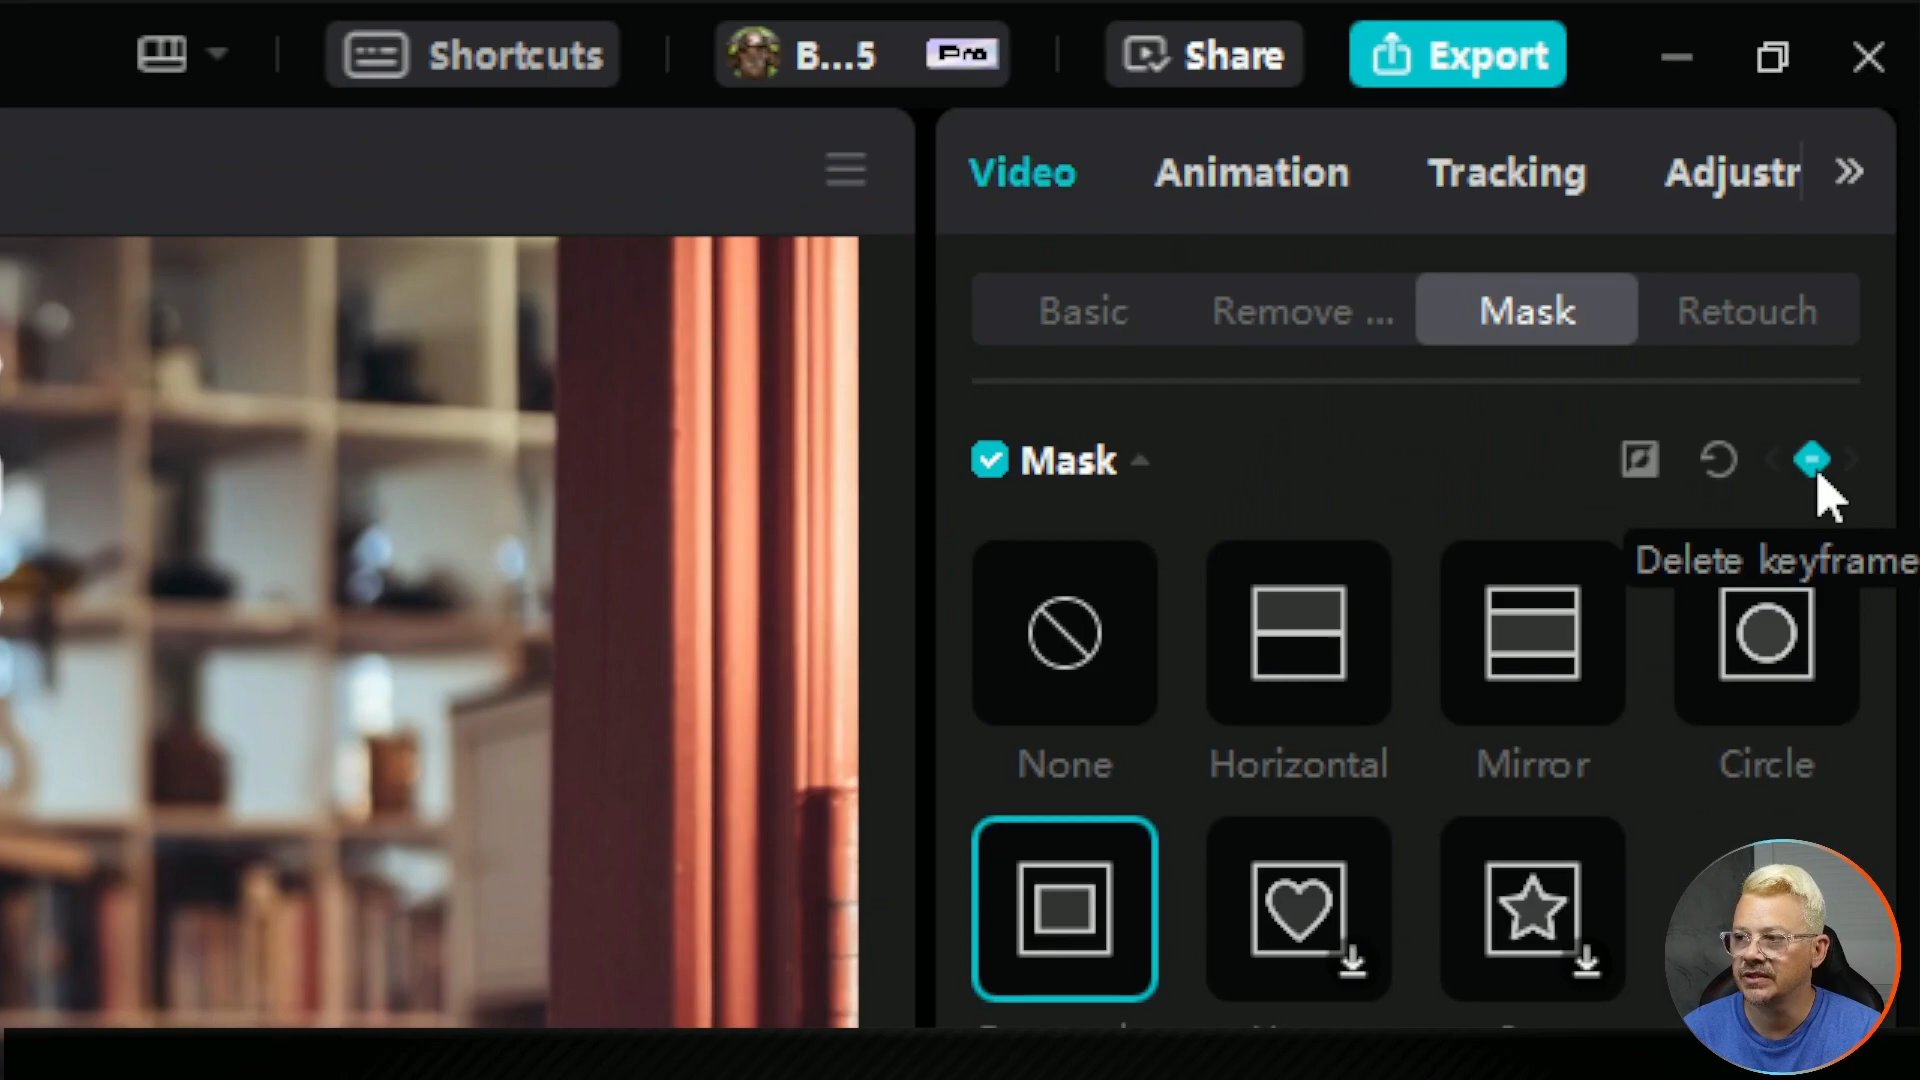 Shortcuts
B...5
Pro
Share
Export
Video
Animation
Tracking
Adjustr
Basic
Remove ...
Mask
Retouch
Mask
Delete keyframe
None
Horizontal
Mirror
Circle